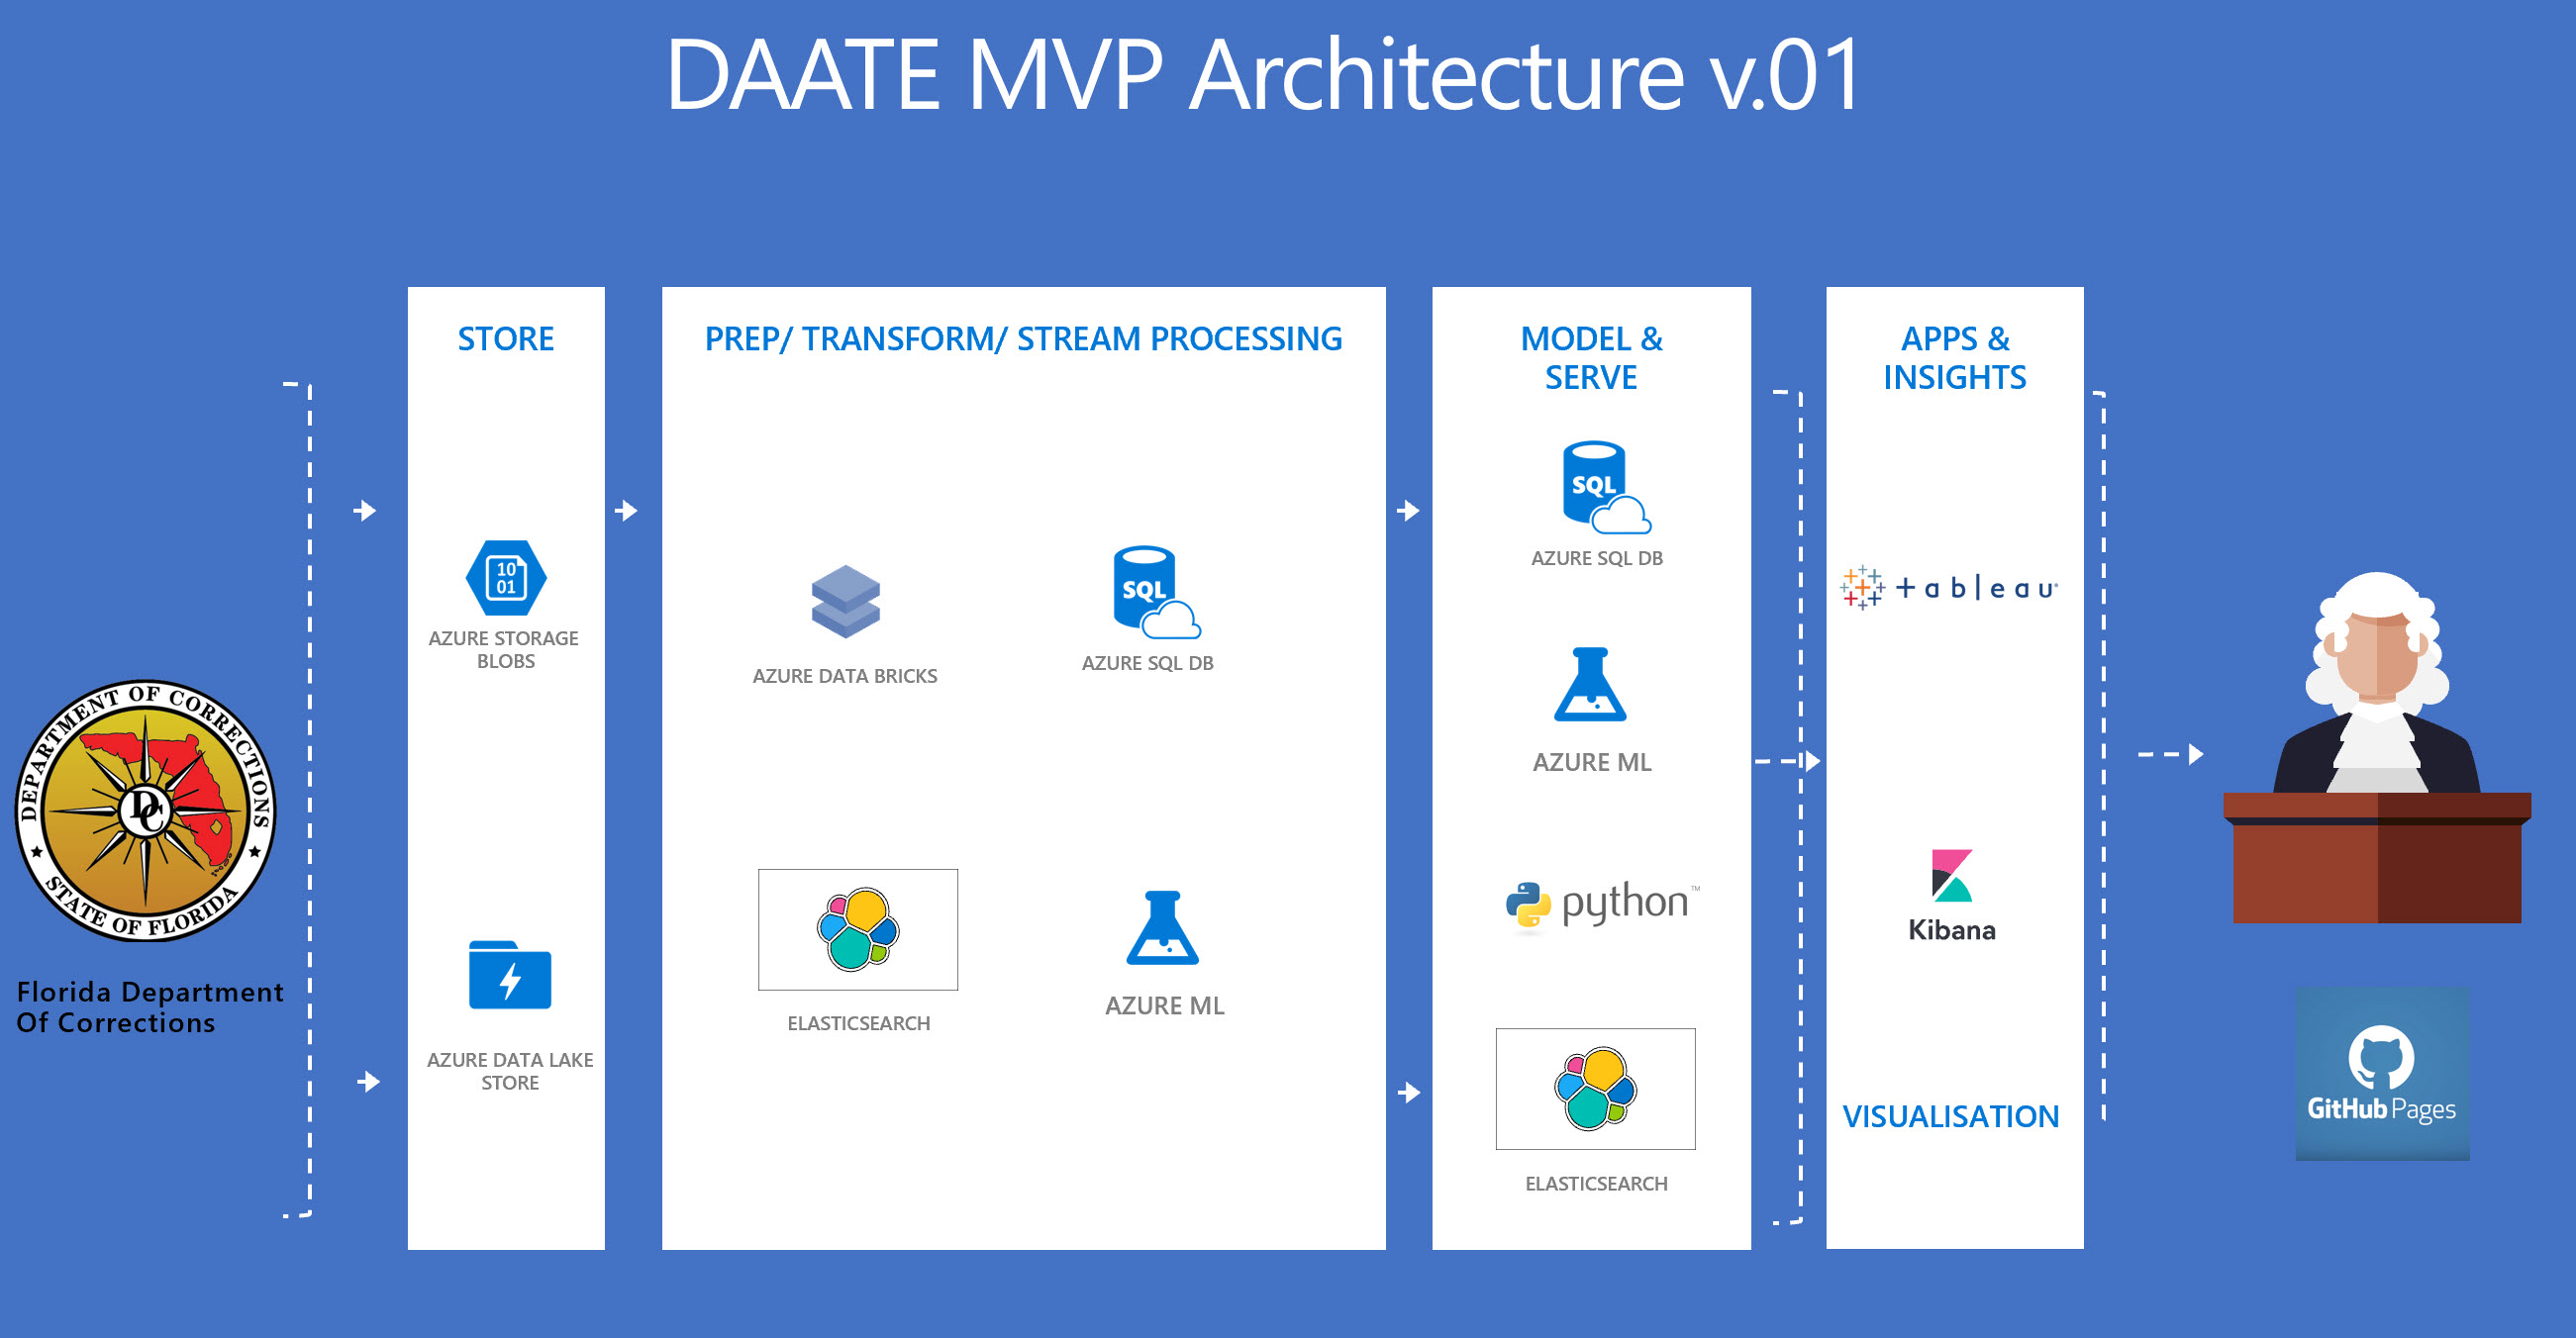 DAATE MVP Architecture v.01
DEPARTMENT OF CORRECTIONS
DC
STATE OF FLORIDA
Florida Department
Of Corrections
STORE
10
01
AZURE STORAGE
BLOBS
AZURE DATA LAKE
STORE
PREP/ TRANSFORM/ STREAM PROCESSING
AZURE DATA BRICKS
SQL
AZURE SQL DB
ELASTICSEARCH
AZURE ML
MODEL &
SERVE
SQL
AZURE SQL DB
AZURE ML
python™
ELASTICSEARCH
APPS &
INSIGHTS
+ableau®
Kibana
VISUALISATION
GitHub Pages